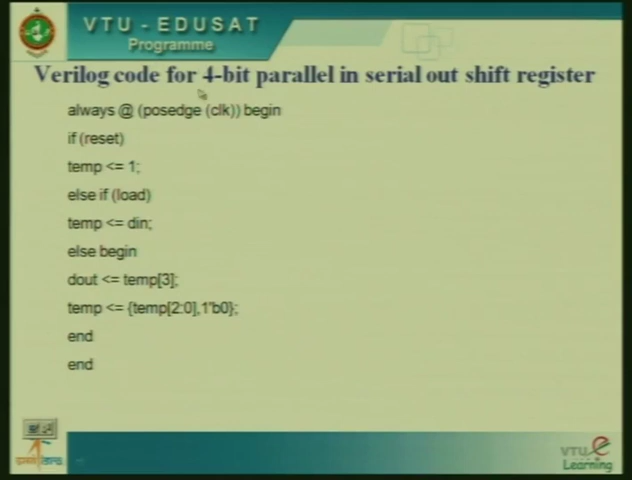 VTU - EDUSAT
Programme
Verilog code for 4-bit parallel in serial out shift register
always @ (posedge (clk)) begin
if (reset)
temp <= 1;
else if (load)
temp <= din;
else begin
dout <= temp[3];
temp <= {temp[2:0],1'b0};
end
end
VTU e
Learning